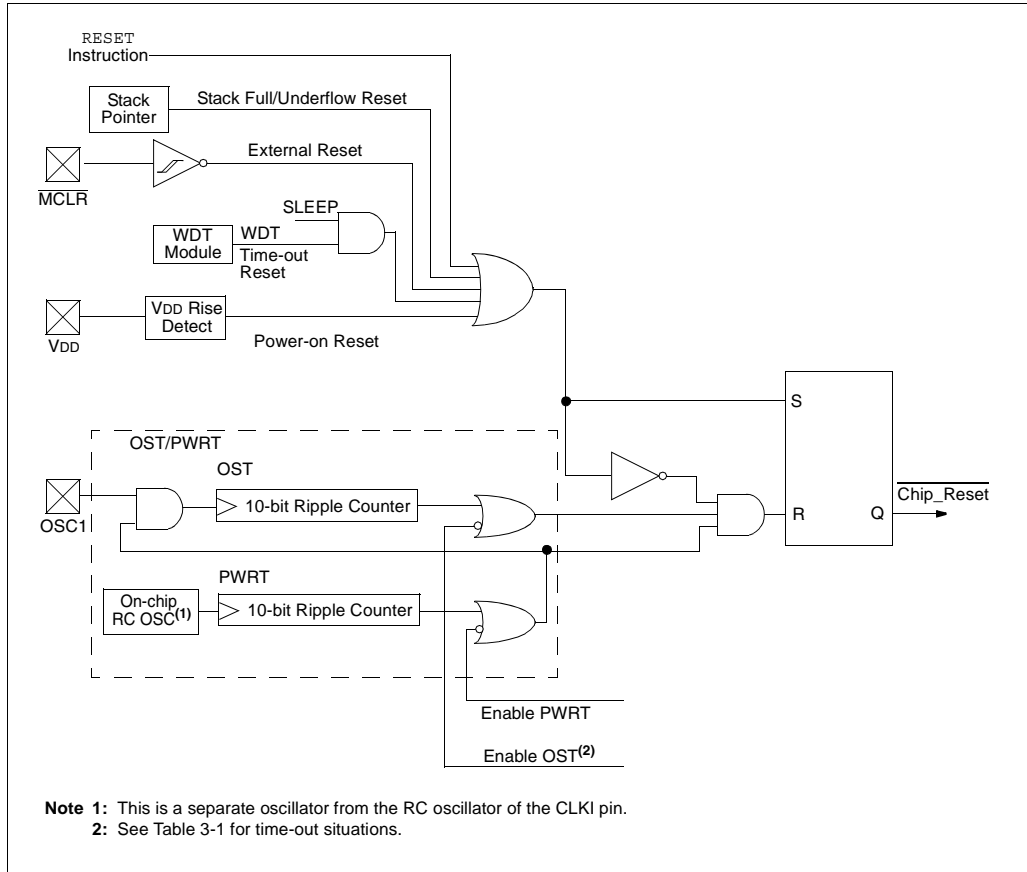 RESET
Instruction
Stack
Pointer
Stack Full/Underflow Reset
External Reset
MCLR
SLEEP
WDT
Module
WDT
Time-out
Reset
VDD
VDD Rise
Detect
Power-on Reset
S
OST/PWRT
OST
OSC1
10-bit Ripple Counter
Chip_Reset
R
Q
PWRT
On-chip
RC OSC(1)
10-bit Ripple Counter
Enable PWRT
Enable OST(2)
Note 1: This is a separate oscillator from the RC oscillator of the CLKI pin.
2: See Table 3-1 for time-out situations.